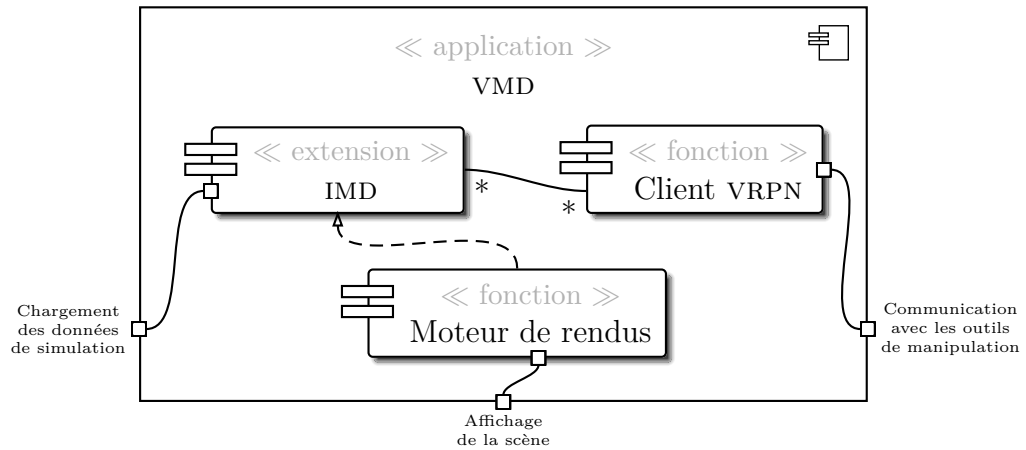 ≪ application ≫
VMD
≪ extension ≫
IMD
*
≪ fonction ≫
Client VRPN
*
≪ fonction ≫
Moteur de rendus
Chargement
des données
de simulation
Communication
avec les outils
de manipulation
Affichage
de la scène